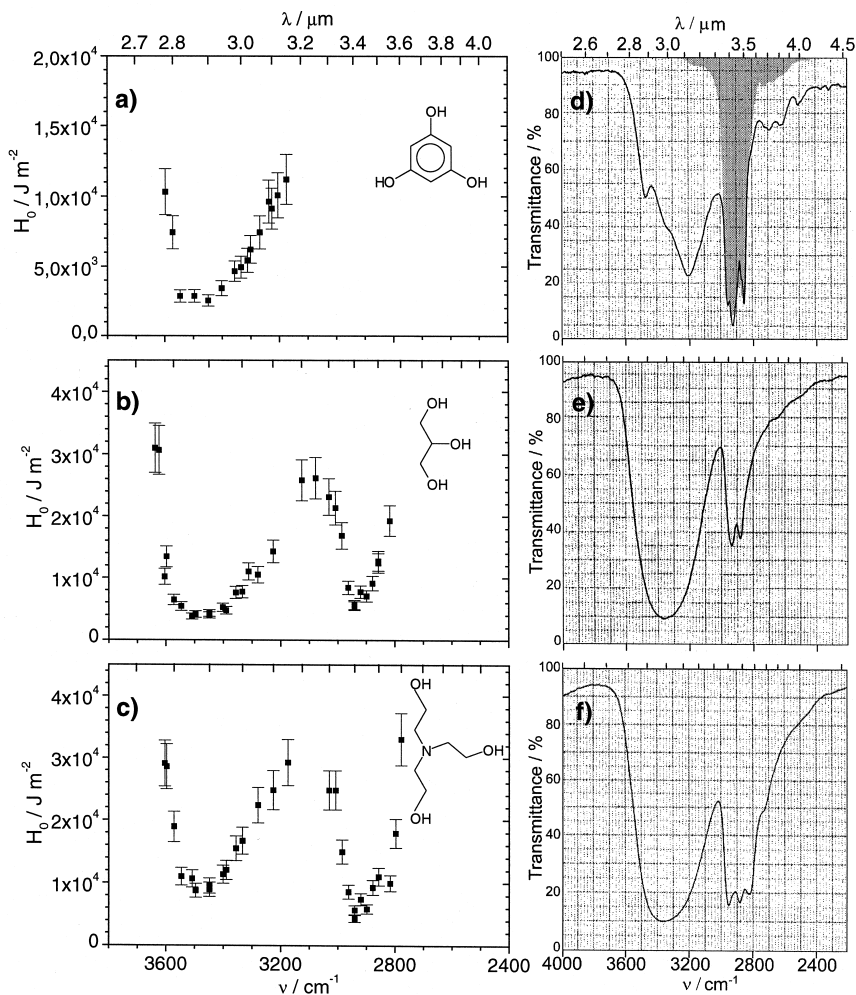 λ / μm
2.7 2.8 3.0 3.2 3.4 3.6 3.8 4.0
2,0x10⁴
1,5x10⁴
1,0x10⁴
5,0x10³
0,0
H₀ / J m⁻²
a)
OH
HO
OH
4x10⁴
3x10⁴
2x10⁴
1x10⁴
0
H₀ / J m⁻²
b)
OH
OH
OH
4x10⁴
3x10⁴
2x10⁴
1x10⁴
0
H₀ / J m⁻²
c)
OH
N
OH
OH
3600 3200 2800 2400
ν / cm⁻¹
λ / μm
2.6 2.8 3.0 3.5 4.0 4.5
100
80
60
40
20
0
Transmittance / %
d)
100
80
60
40
20
0
Transmittance / %
e)
100
80
60
40
20
0
Transmittance / %
f)
4000 3600 3200 2800 2400
ν / cm⁻¹